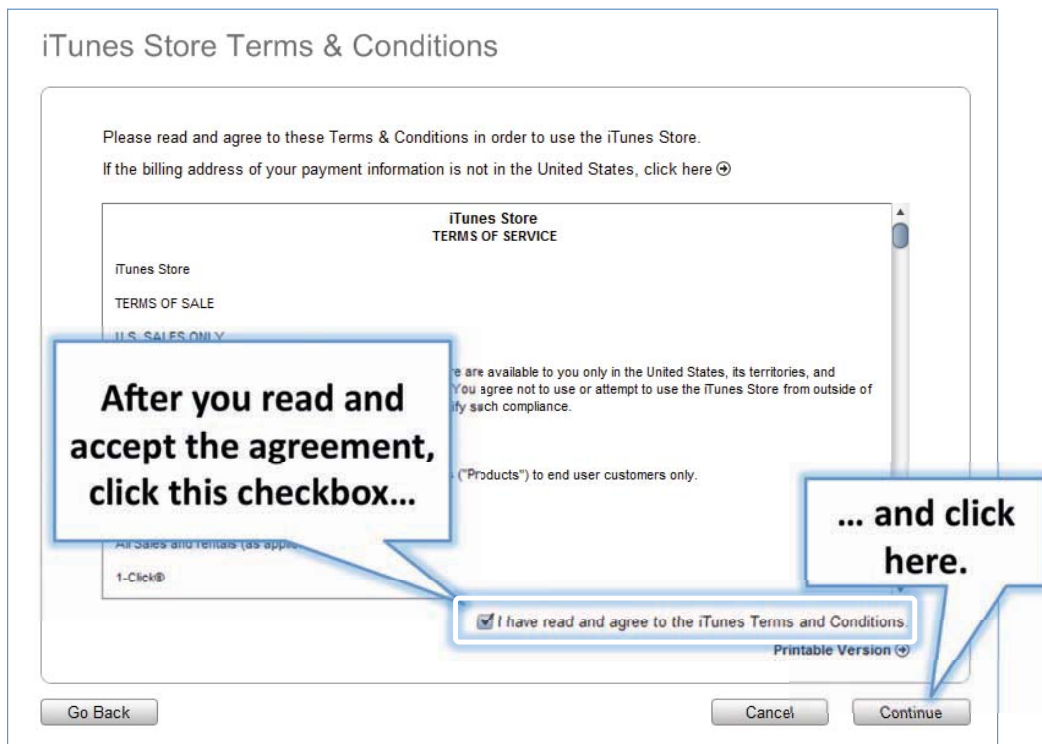 iTunes Store Terms & Conditions
Please read and agree to these Terms & Conditions in order to use the iTunes Store.
If the billing address of your payment information is not in the United States, click here
iTunes Store
TERMS OF SERVICE
iTunes Store
TERMS OF SALE
U.S. SALES ONLY
are available to you only in the United States, its territories, and
You agree not to use or attempt to use the iTunes Store from outside of
such compliance.
("Products") to end user customers only.
After you read and
accept the agreement,
click this checkbox...
... and click
here.
All Sales and rentals (as
1-Click®
I have read and agree to the iTunes Terms and Conditions.
Printable Version
Go Back
Cancel
Continue